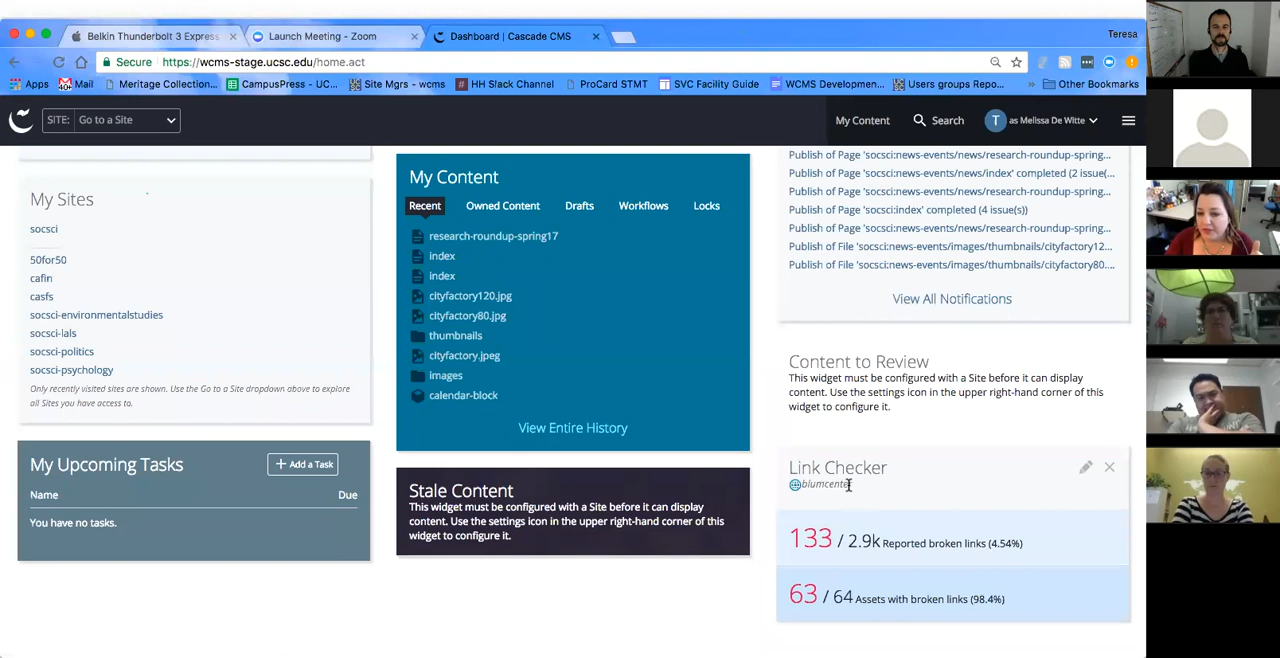 Belkin Thunderbolt 3 Express
Launch Meeting - Zoom
Dashboard | Cascade CMS
Teresa
Secure
https://wcms-stage.ucsc.edu/home.act
Apps
Mail
Meritage Collection...
CampusPress - UC...
Site Mgrs - wcms
HH Slack Channel
ProCard STMT
SVC Facility Guide
WCMS Developmen...
Users groups Repo...
» Other Bookmarks
SITE: Go to a Site
My Content
Search
T as Melissa De Witte
My Sites
socsci
50for50
cafin
casfs
socsci-environmentalstudies
socsci-lals
socsci-politics
socsci-psychology
Only recently visited sites are shown. Use the Go to a Site dropdown above to explore
all Sites you have access to.
My Upcoming Tasks
+ Add a Task
Name Due
You have no tasks.
My Content
Recent Owned Content Drafts Workflows Locks
research-roundup-spring17
index
index
cityfactory120.jpg
cityfactory80.jpg
thumbnails
cityfactory.jpeg
images
calendar-block
View Entire History
Stale Content
This widget must be configured with a Site before it can display
content. Use the settings icon in the upper right-hand corner of this
widget to configure it.
Publish of Page 'socsci:news-events/news/research-roundup-spring...
Publish of Page 'socsci:news-events/news/index' completed (2 issue(...
Publish of Page 'socsci:news-events/news/research-roundup-spring...
Publish of Page 'socsci:index' completed (4 issue(s))
Publish of Page 'socsci:news-events/news/research-roundup-spring...
Publish of File 'socsci:news-events/images/thumbnails/cityfactory12...
Publish of File 'socsci:news-events/images/thumbnails/cityfactory80....
View All Notifications
Content to Review
This widget must be configured with a Site before it can display
content. Use the settings icon in the upper right-hand corner of this
widget to configure it.
Link Checker
blumcenter
133 / 2.9k Reported broken links (4.54%)
63 / 64 Assets with broken links (98.4%)